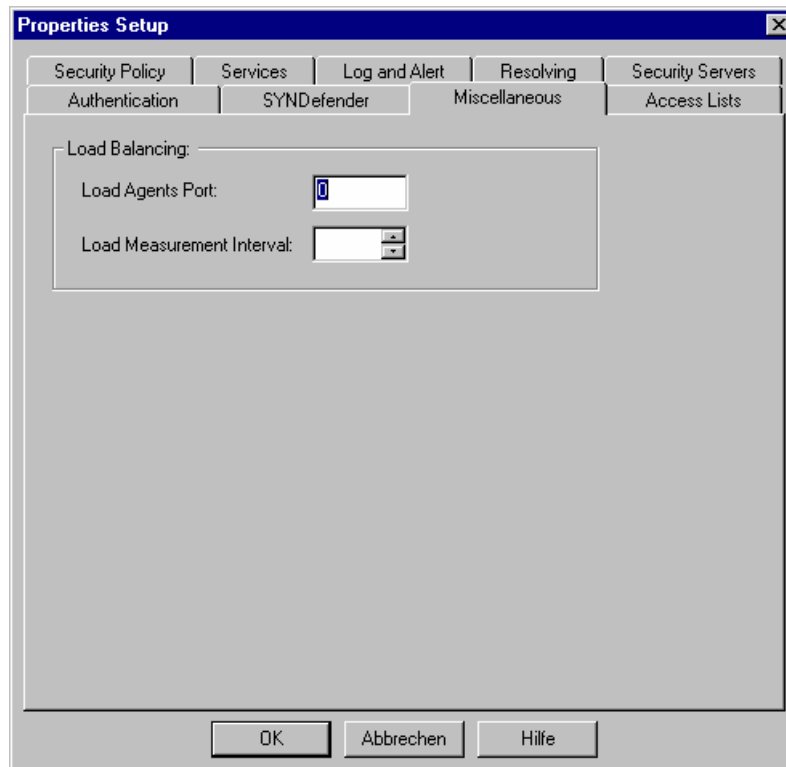 Properties Setup
Security Policy Services Log and Alert Resolving Security Servers
Authentication SYNDefender Miscellaneous Access Lists
Load Balancing:
Load Agents Port: 0
Load Measurement Interval:
OK Abbrechen Hilfe